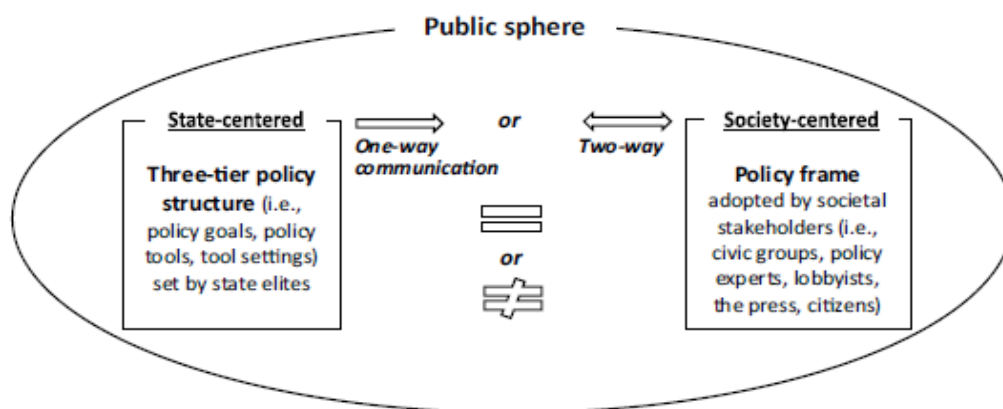 Public sphere
State-centered
Three-tier policy
structure (i.e.,
policy goals, policy
tools, tool settings)
set by state elites
One-way
communication
or
Two-way
or
Society-centered
Policy frame
adopted by societal
stakeholders (i.e.,
civic groups, policy
experts, lobbyists,
the press, citizens)